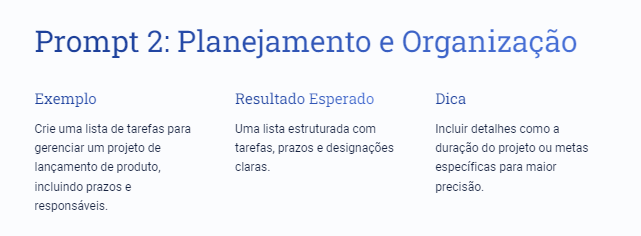 Prompt 2: Planejamento e Organização
Exemplo
Crie uma lista de tarefas para
gerenciar um projeto de
lançamento de produto,
incluindo prazos e
responsáveis.
Resultado Esperado
Uma lista estruturada com
tarefas, prazos e designações
claras.
Dica
Incluir detalhes como a
duração do projeto ou metas
específicas para maior
precisão.